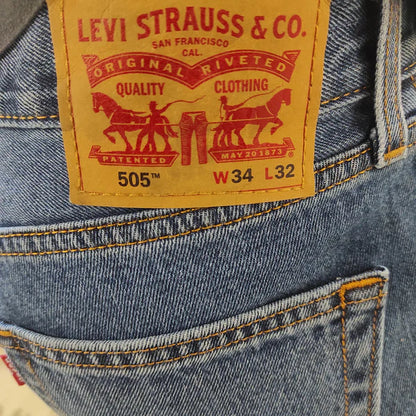 LEVI STRAUSS & CO.
SAN FRANCISCO
CAL.
ORIGINAL RIVETED
QUALITY CLOTHING
PATENTED MAY 20 1873
505™ W34 L32